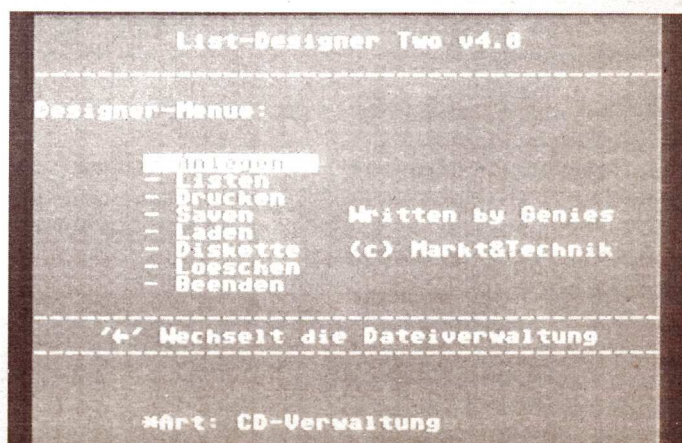 List-Designer Two v4.0
Designer-Menue:
- Anlegen
- Listen
- Drucken
- Saven
- Laden
- Diskette
- Loeschen
- Beenden
Written by Genies
(c) Markt&Technik
'←' Wechselt die Dateiverwaltung
*Art: CD-Verwaltung